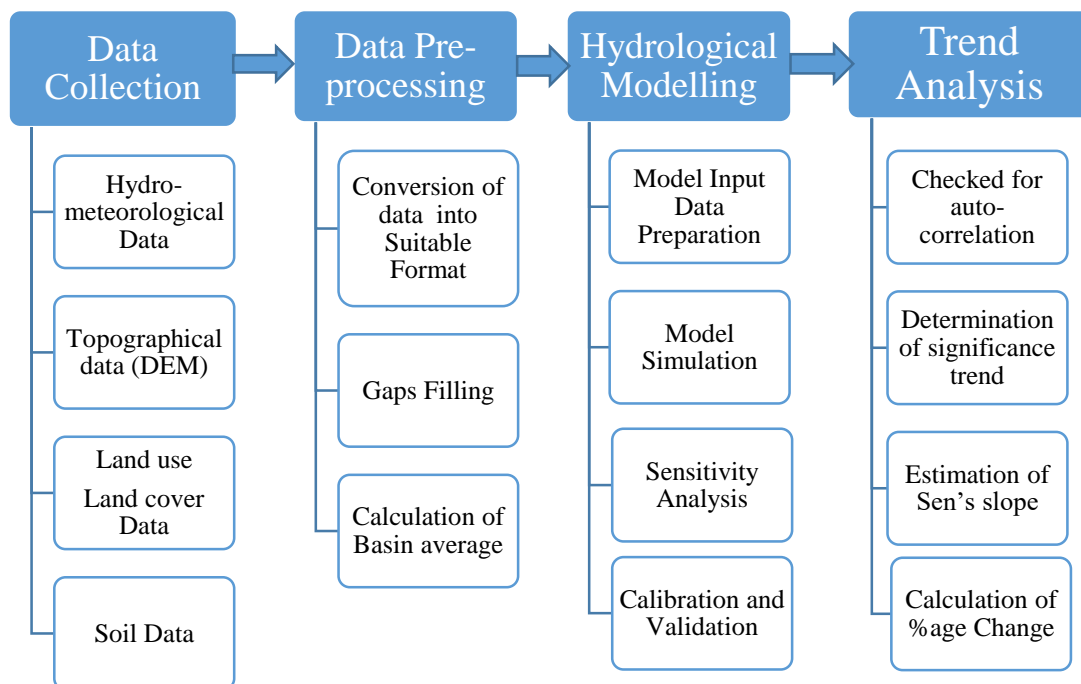 Data
Collection
Data Pre-
processing
Hydrological
Modelling
Trend
Analysis
Hydro-
meteorological
Data
Topographical
data (DEM)
Land use
Land cover
Data
Soil Data
Conversion of
data into
Suitable
Format
Gaps Filling
Calculation of
Basin average
Model Input
Data
Preparation
Model
Simulation
Sensitivity
Analysis
Calibration and
Validation
Checked for
auto-
correlation
Determination
of significance
trend
Estimation of
Sen’s slope
Calculation of
%age Change